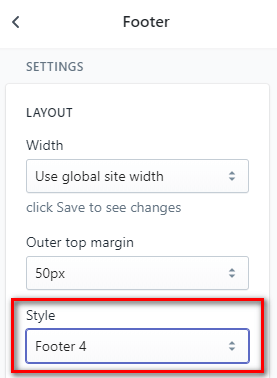 Footer
SETTINGS
LAYOUT
Width
Use global site width
click Save to see changes
Outer top margin
50px
Style
Footer 4